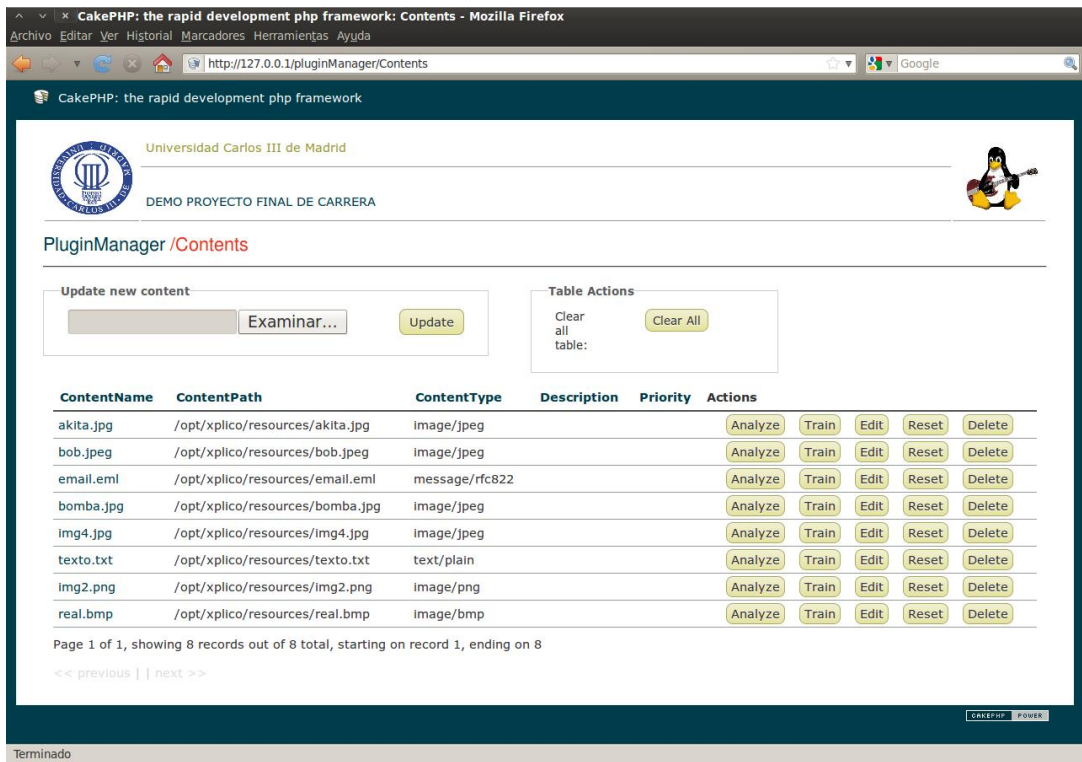 CakePHP: the rapid development php framework: Contents - Mozilla Firefox
Archivo Editar Ver Historial Marcadores Herramientas Ayuda
http://127.0.0.1/pluginManager/Contents Google
CakePHP: the rapid development php framework
Universidad Carlos III de Madrid
DEMO PROYECTO FINAL DE CARRERA
PluginManager /Contents
Update new content
Examinar... Update
Table Actions
Clear all table: Clear All
ContentName ContentPath ContentType Description Priority Actions
akita.jpg /opt/xplico/resources/akita.jpg image/jpeg Analyze Train Edit Reset Delete
bob.jpeg /opt/xplico/resources/bob.jpeg image/jpeg Analyze Train Edit Reset Delete
email.eml /opt/xplico/resources/email.eml message/rfc822 Analyze Train Edit Reset Delete
bomba.jpg /opt/xplico/resources/bomba.jpg image/jpeg Analyze Train Edit Reset Delete
img4.jpg /opt/xplico/resources/img4.jpg image/jpeg Analyze Train Edit Reset Delete
texto.txt /opt/xplico/resources/texto.txt text/plain Analyze Train Edit Reset Delete
img2.png /opt/xplico/resources/img2.png image/png Analyze Train Edit Reset Delete
real.bmp /opt/xplico/resources/real.bmp image/bmp Analyze Train Edit Reset Delete
Page 1 of 1, showing 8 records out of 8 total, starting on record 1, ending on 8
<< previous | | next >>
CAKEPHP POWER
Terminado